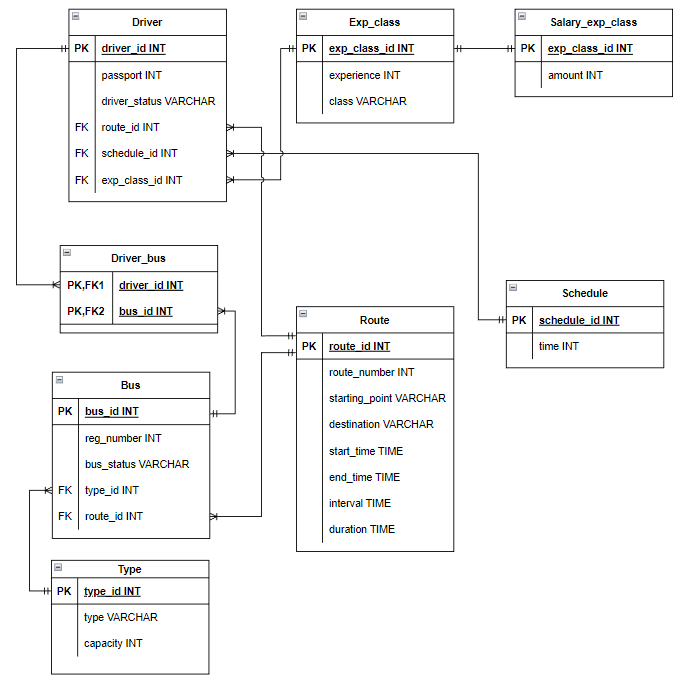 Driver
PK driver_id INT
passport INT
driver_status VARCHAR
FK route_id INT
FK schedule_id INT
FK exp_class_id INT
Exp_class
PK exp_class_id INT
experience INT
class VARCHAR
Salary_exp_class
PK exp_class_id INT
amount INT
Driver_bus
PK,FK1 driver_id INT
PK,FK2 bus_id INT
Schedule
PK schedule_id INT
time INT
Route
PK route_id INT
route_number INT
starting_point VARCHAR
destination VARCHAR
start_time TIME
end_time TIME
interval TIME
duration TIME
Bus
PK bus_id INT
reg_number INT
bus_status VARCHAR
FK type_id INT
FK route_id INT
Type
PK type_id INT
type VARCHAR
capacity INT